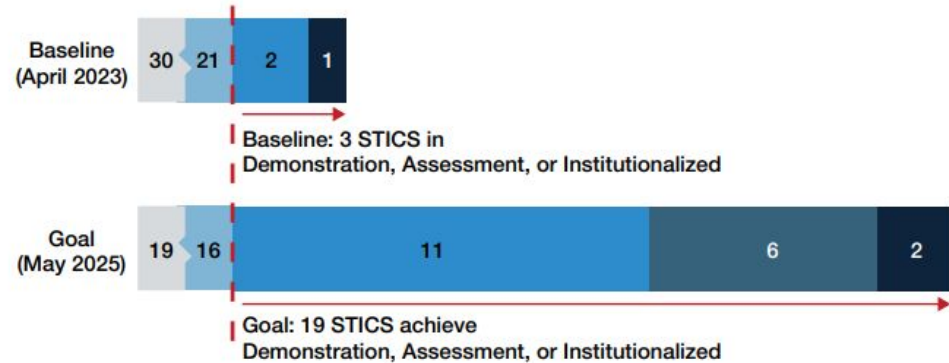 Baseline
(April 2023)
30 21 2 1
Baseline: 3 STICS in
Demonstration, Assessment, or Institutionalized
Goal
(May 2025)
19 16 11 6 2
Goal: 19 STICS achieve
Demonstration, Assessment, or Institutionalized